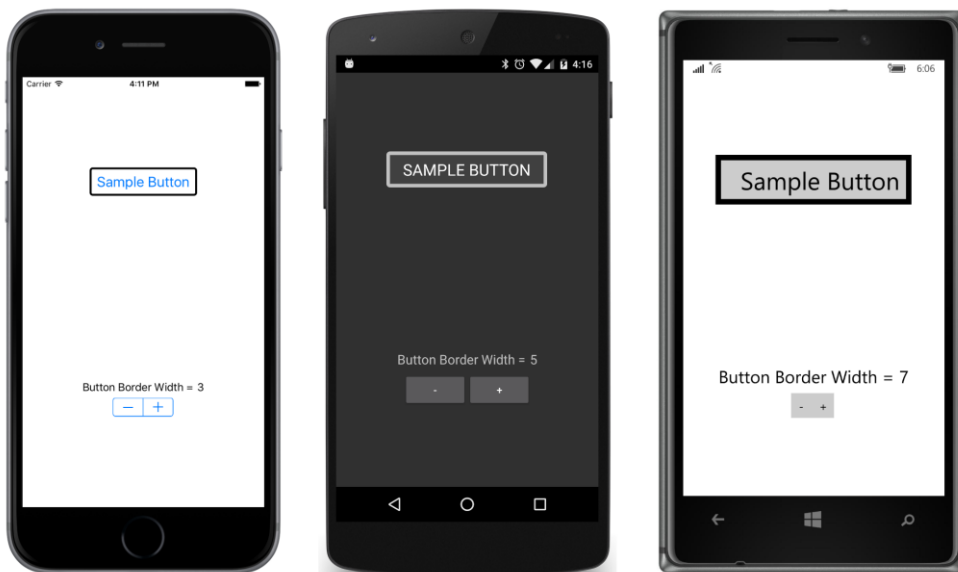 Carrier 4:11 PM
Sample Button
Button Border Width = 3
− +
4:16
SAMPLE BUTTON
Button Border Width = 5
- +
6:06
Sample Button
Button Border Width = 7
- +